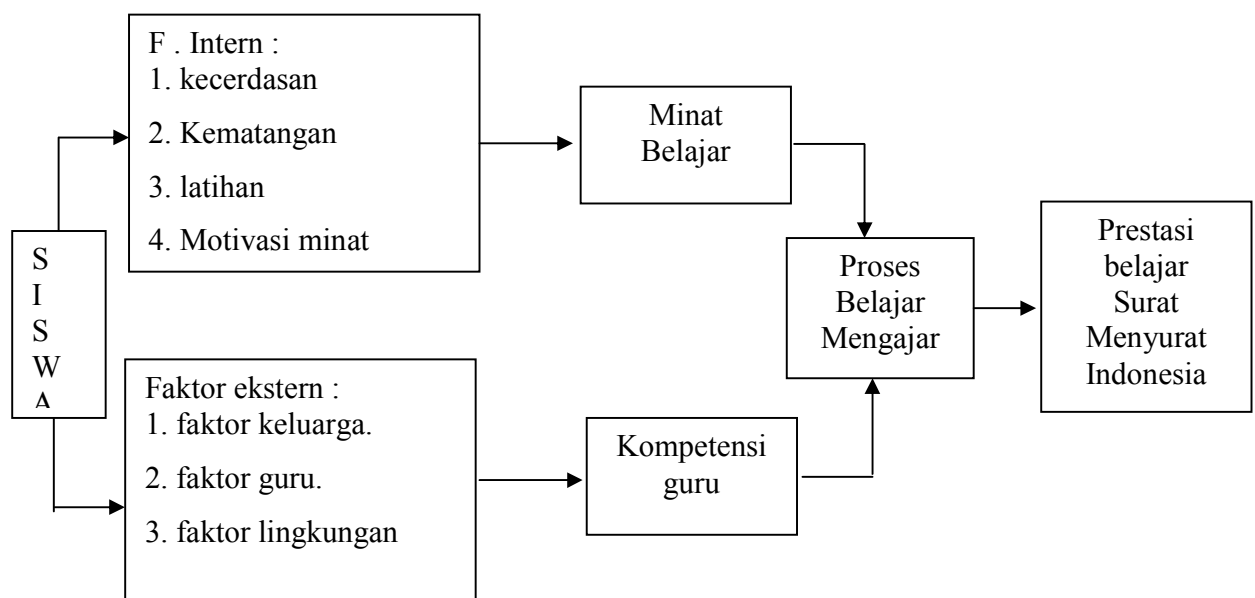 S
I
S
W
A
F . Intern :
1. kecerdasan
2. Kematangan
3. latihan
4. Motivasi minat
Faktor ekstern :
1. faktor keluarga.
2. faktor guru.
3. faktor lingkungan
Minat
Belajar
Kompetensi
guru
Proses
Belajar
Mengajar
Prestasi
belajar
Surat
Menyurat
Indonesia